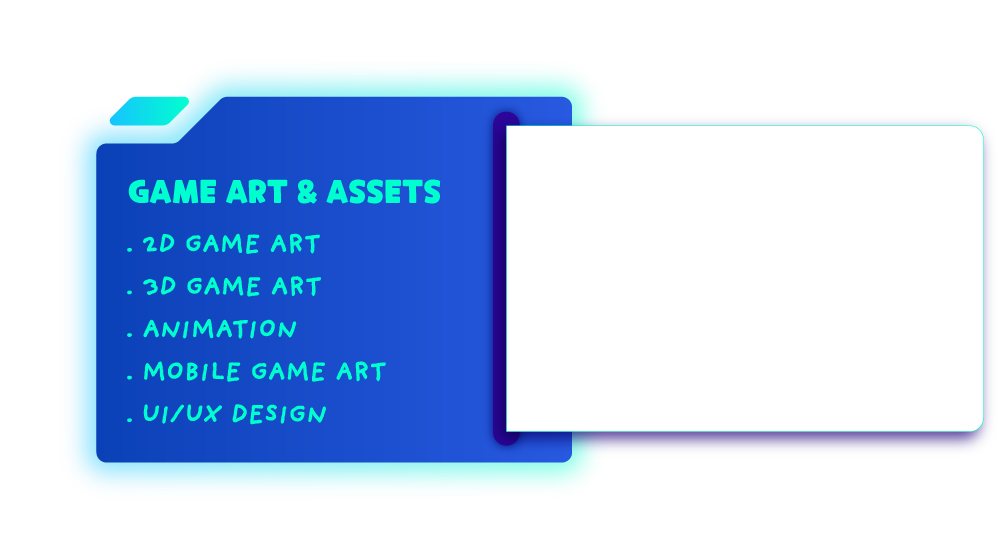 GAME ART & ASSETS
. 2D GAME ART
. 3D GAME ART
. ANIMATION
. MOBILE GAME ART
. UI/UX DESIGN